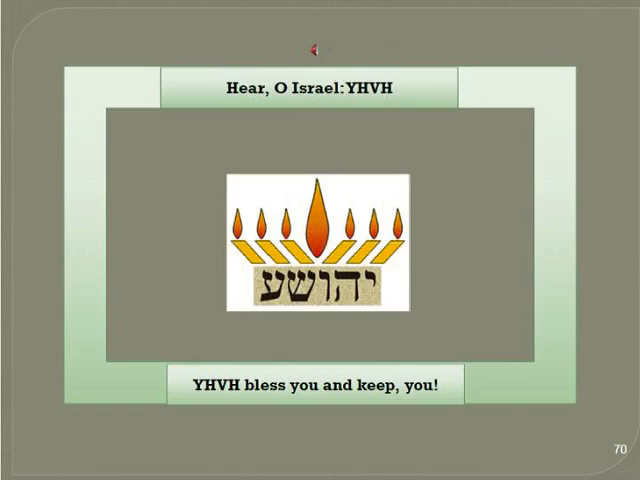 Hear, O Israel:YHVH
יהושע
YHVH bless you and keep, you!
70